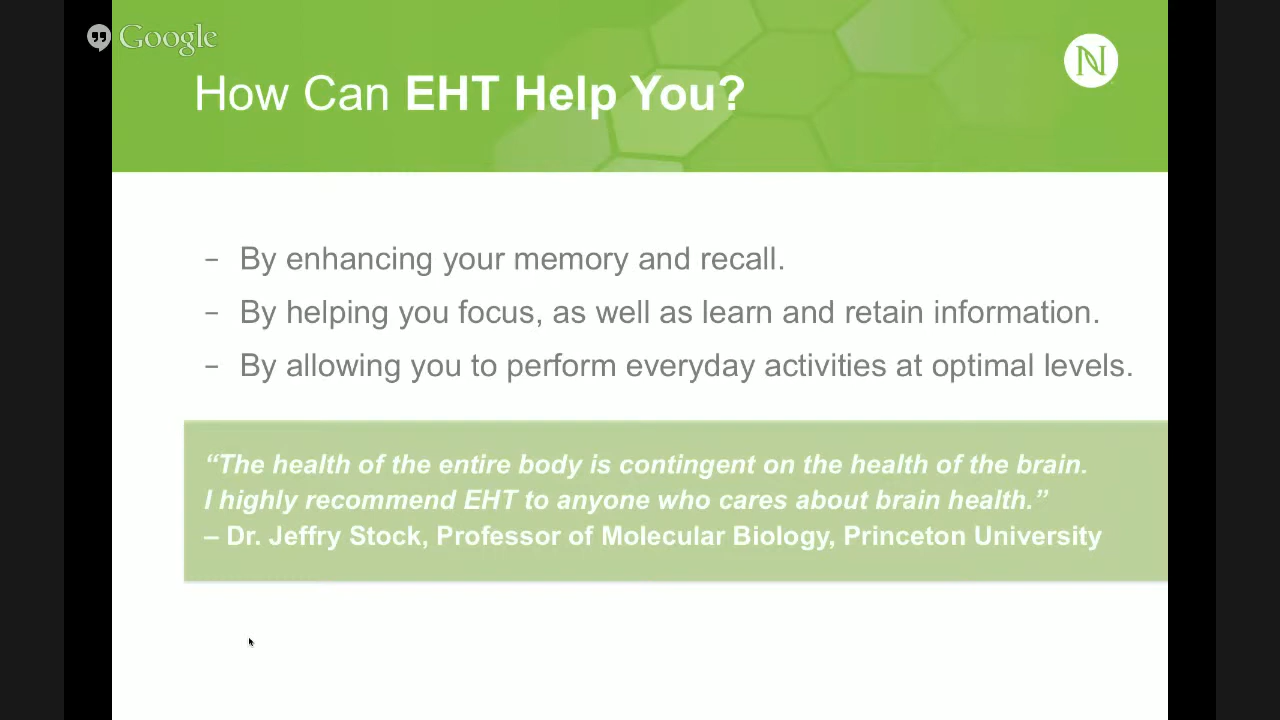 Google
How Can EHT Help You?
N
– By enhancing your memory and recall.
– By helping you focus, as well as learn and retain information.
– By allowing you to perform everyday activities at optimal levels.
“The health of the entire body is contingent on the health of the brain.
I highly recommend EHT to anyone who cares about brain health.”
– Dr. Jeffry Stock, Professor of Molecular Biology, Princeton University